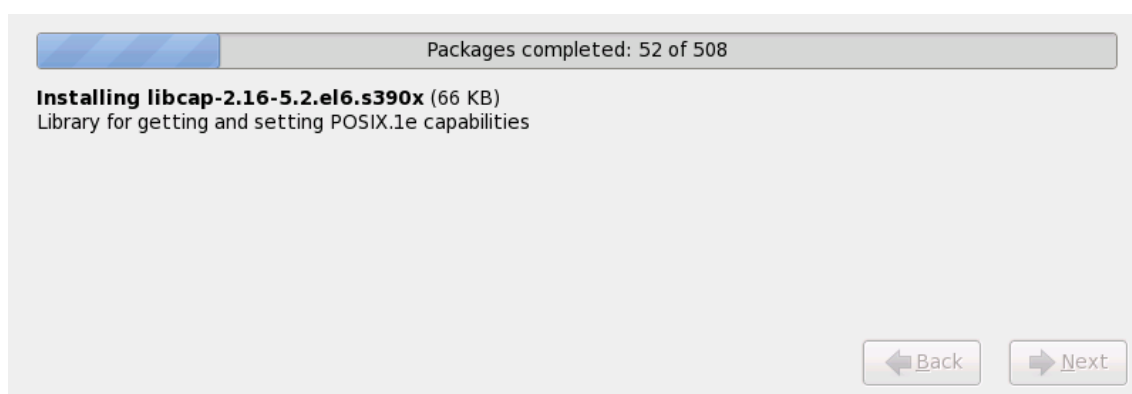 Packages completed: 52 of 508
Installing libcap-2.16-5.2.el6.s390x (66 KB)
Library for getting and setting POSIX.1e capabilities
Back
Next